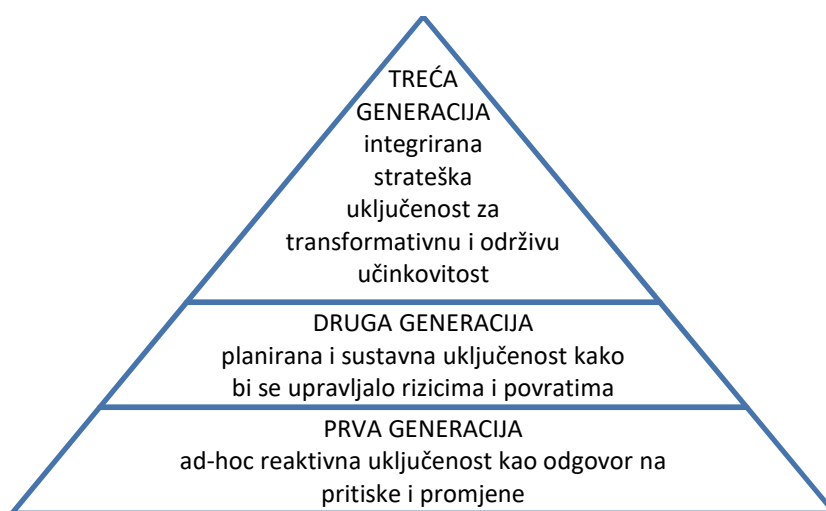 TREĆA
GENERACIJA
integrirana
strateška
uključenost za
transformativnu i održivu
učinkovitost
DRUGA GENERACIJA
planirana i sustavna uključenost kako
bi se upravljalo rizicima i povratima
PRVA GENERACIJA
ad-hoc reaktivna uključenost kao odgovor na
pritiske i promjene